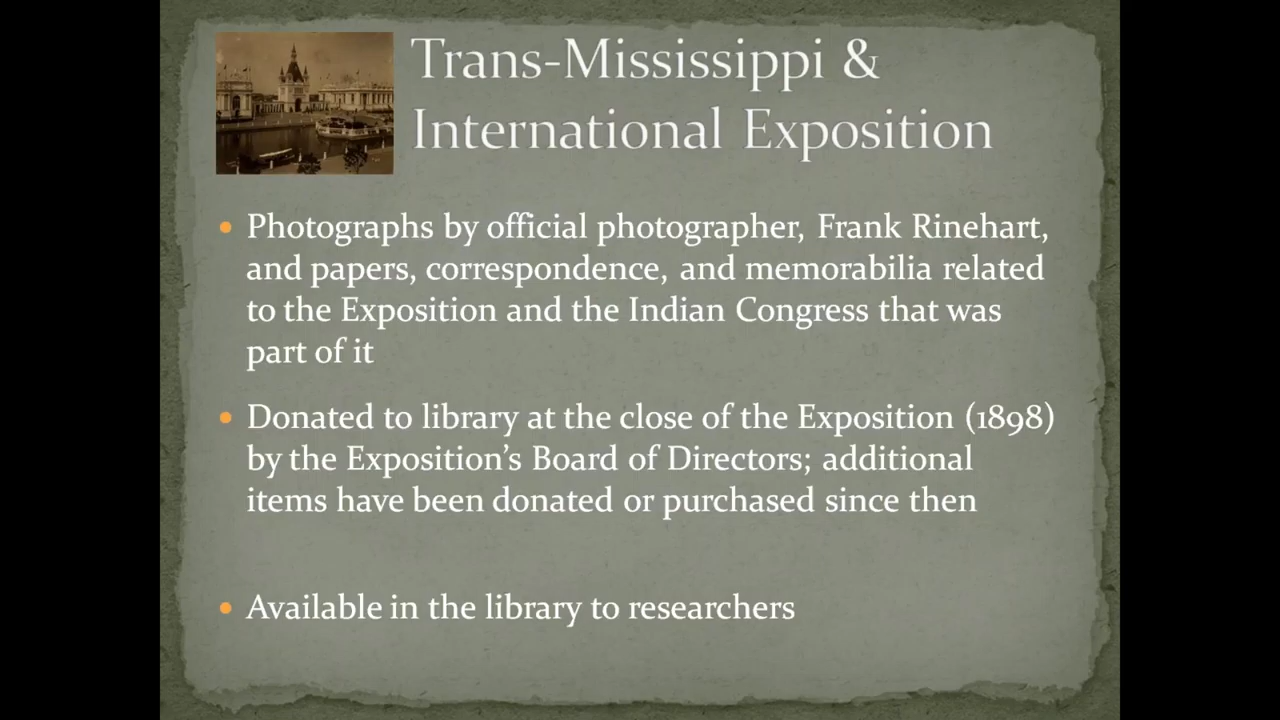 Trans-Mississippi &
International Exposition
• Photographs by official photographer, Frank Rinehart,
and papers, correspondence, and memorabilia related
to the Exposition and the Indian Congress that was
part of it
• Donated to library at the close of the Exposition (1898)
by the Exposition’s Board of Directors; additional
items have been donated or purchased since then
• Available in the library to researchers